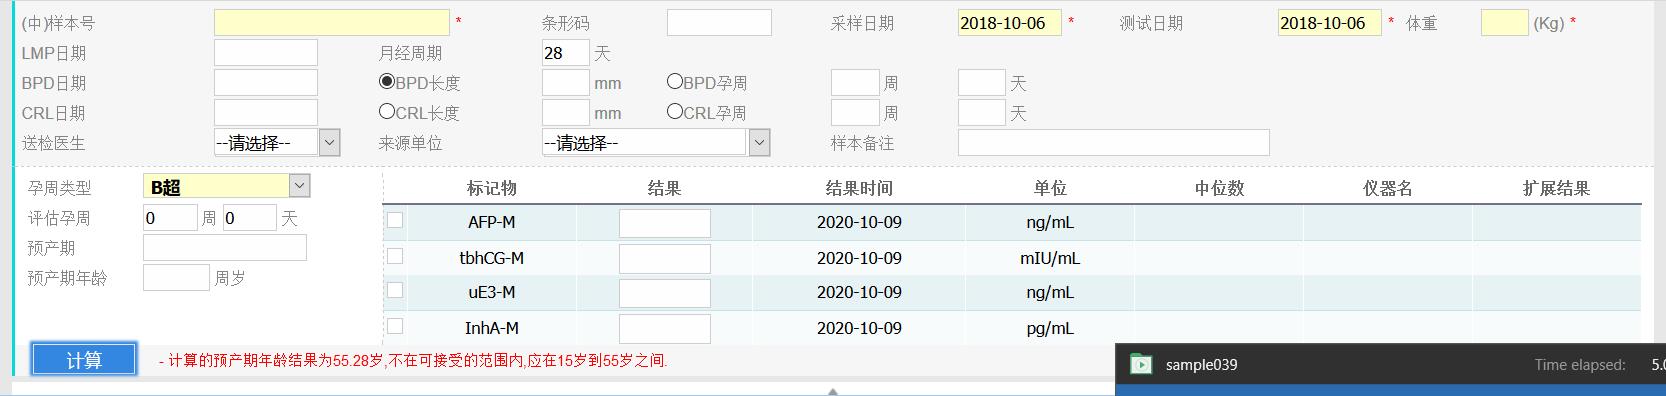 (中)样本号 * 条形码 采样日期 2018-10-06 * 测试日期 2018-10-06 * 体重 (Kg) *
LMP日期 月经周期 28 天
BPD日期 BPD长度 mm BPD孕周 周 天
CRL日期 CRL长度 mm CRL孕周 周 天
送检医生 --请选择-- 来源单位 --请选择-- 样本备注
孕周类型 B超
评估孕周 0 周 0 天
预产期
预产期年龄 周岁
标记物 结果 结果时间 单位 中位数 仪器名 扩展结果
AFP-M 2020-10-09 ng/mL
tbhCG-M 2020-10-09 mIU/mL
uE3-M 2020-10-09 ng/mL
InhA-M 2020-10-09 pg/mL
计算 - 计算的预产期年龄结果为55.28岁,不在可接受的范围内,应在15岁到55岁之间.
sample039 Time elapsed: